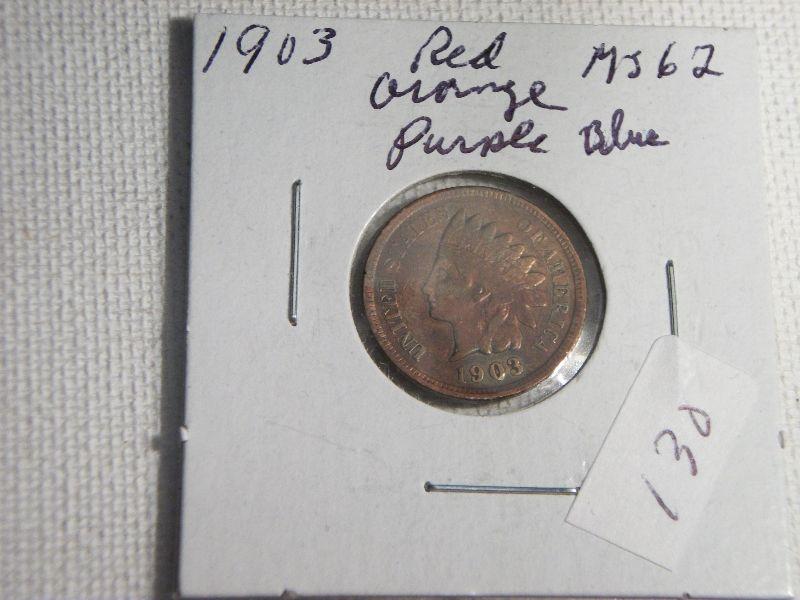 1903 Red MS62
Orange
Purple Blue
UNITED STATES OF AMERICA
1903
130